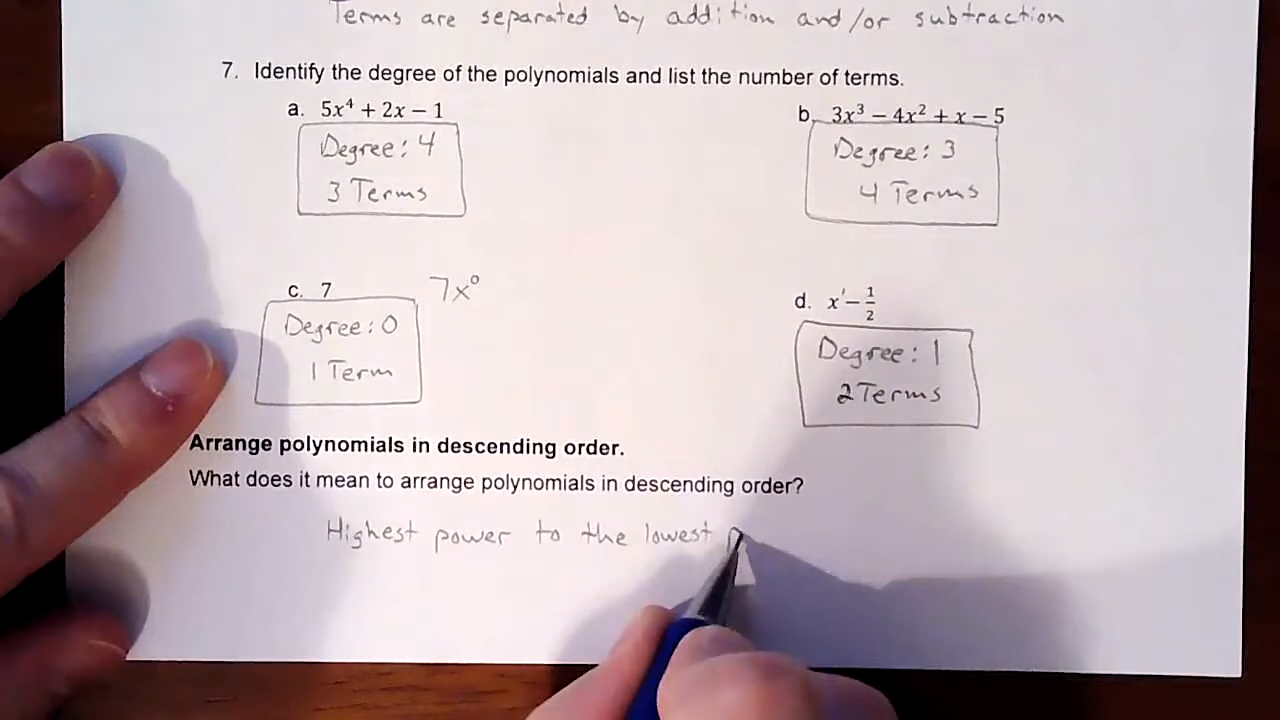 Terms are separated by addition and/or subtraction
7. Identify the degree of the polynomials and list the number of terms.
a. 5x⁴ + 2x − 1
Degree: 4
3 Terms
b. 3x³ − 4x² + x − 5
Degree: 3
4 Terms
c. 7 7x⁰
Degree: 0
1 Term
d. x¹ − 1/2
Degree: 1
2 Terms
Arrange polynomials in descending order.
What does it mean to arrange polynomials in descending order?
Highest power to the lowest